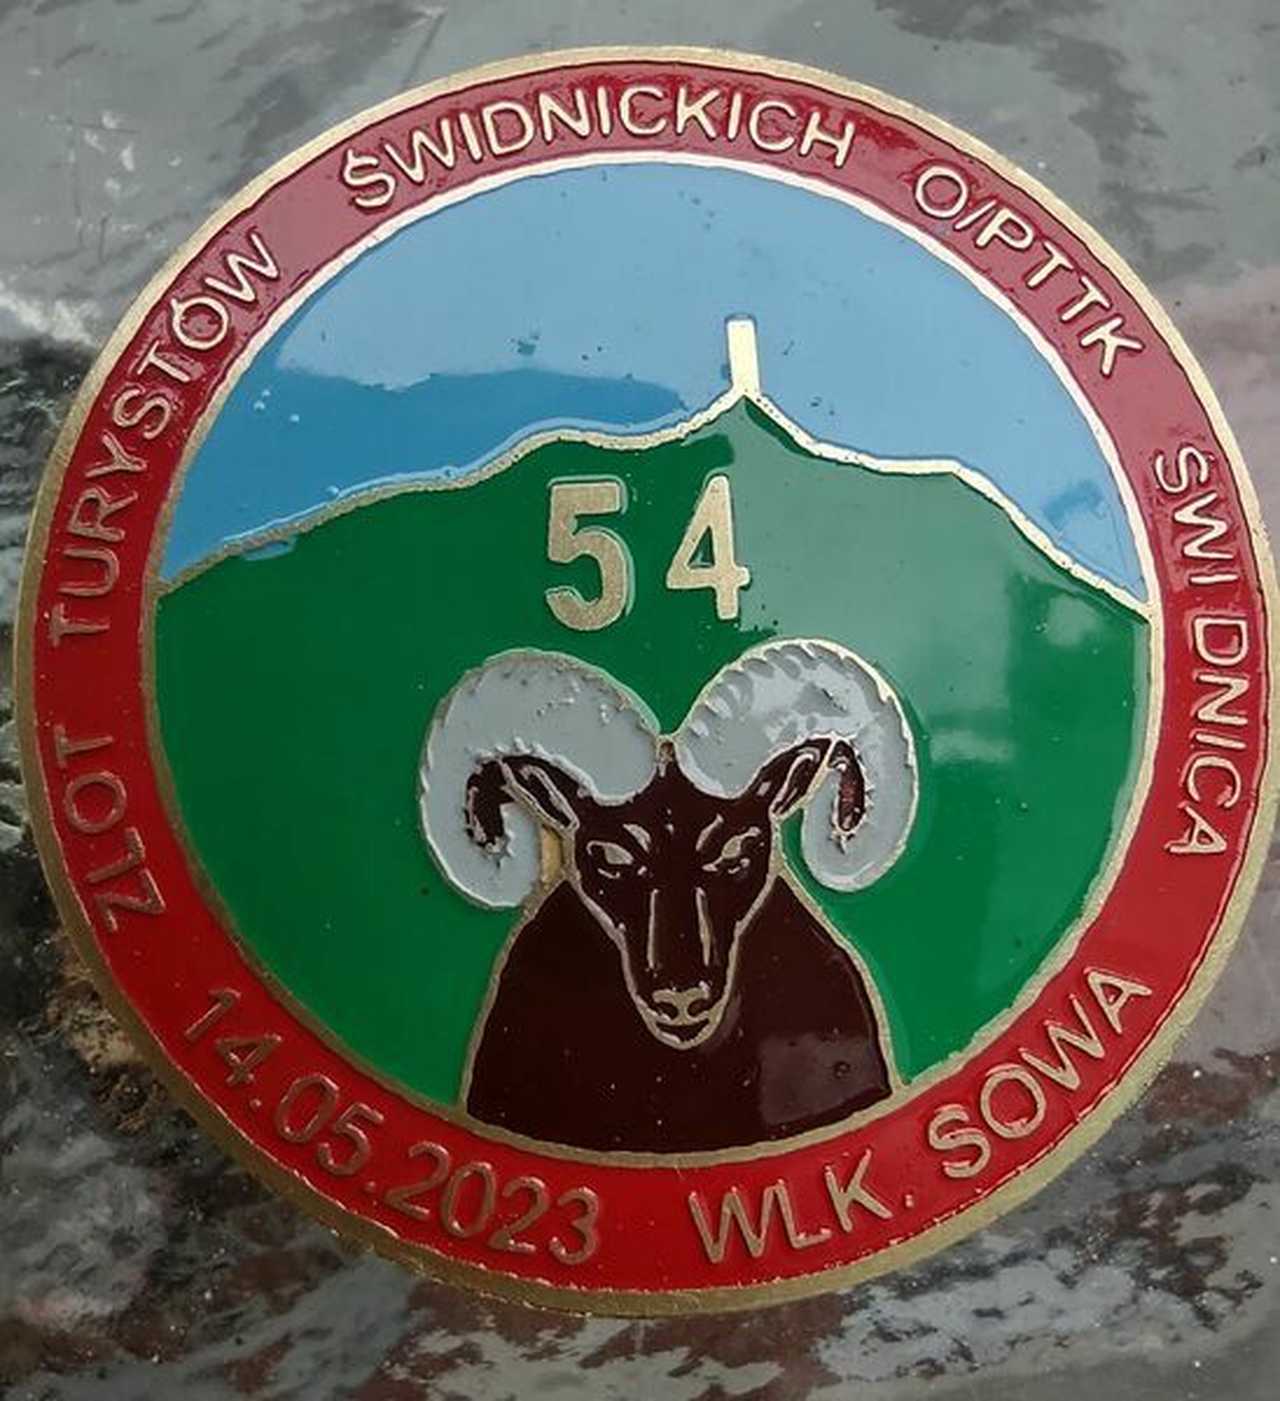 ZLOT TURYSTÓW ŚWIDNICKICH O/PTTK ŚWIDNICA
54
14.05.2023 WLK. SOWA